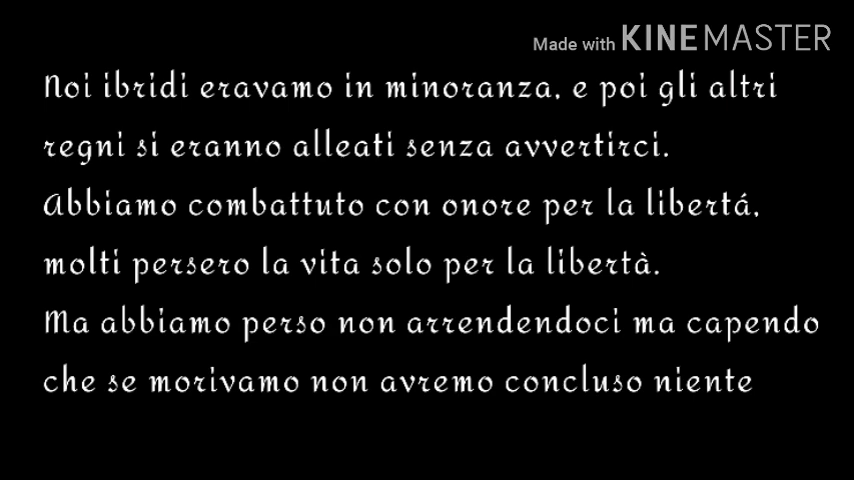 Made with KINEMASTER
Noi ibridi eravamo in minoranza, e poi gli altri
regni si eranno alleati senza avvertirci.
Abbiamo combattuto con onore per la libertá,
molti persero la vita solo per la libertà.
Ma abbiamo perso non arrendendoci ma capendo
che se morivamo non avremo concluso niente